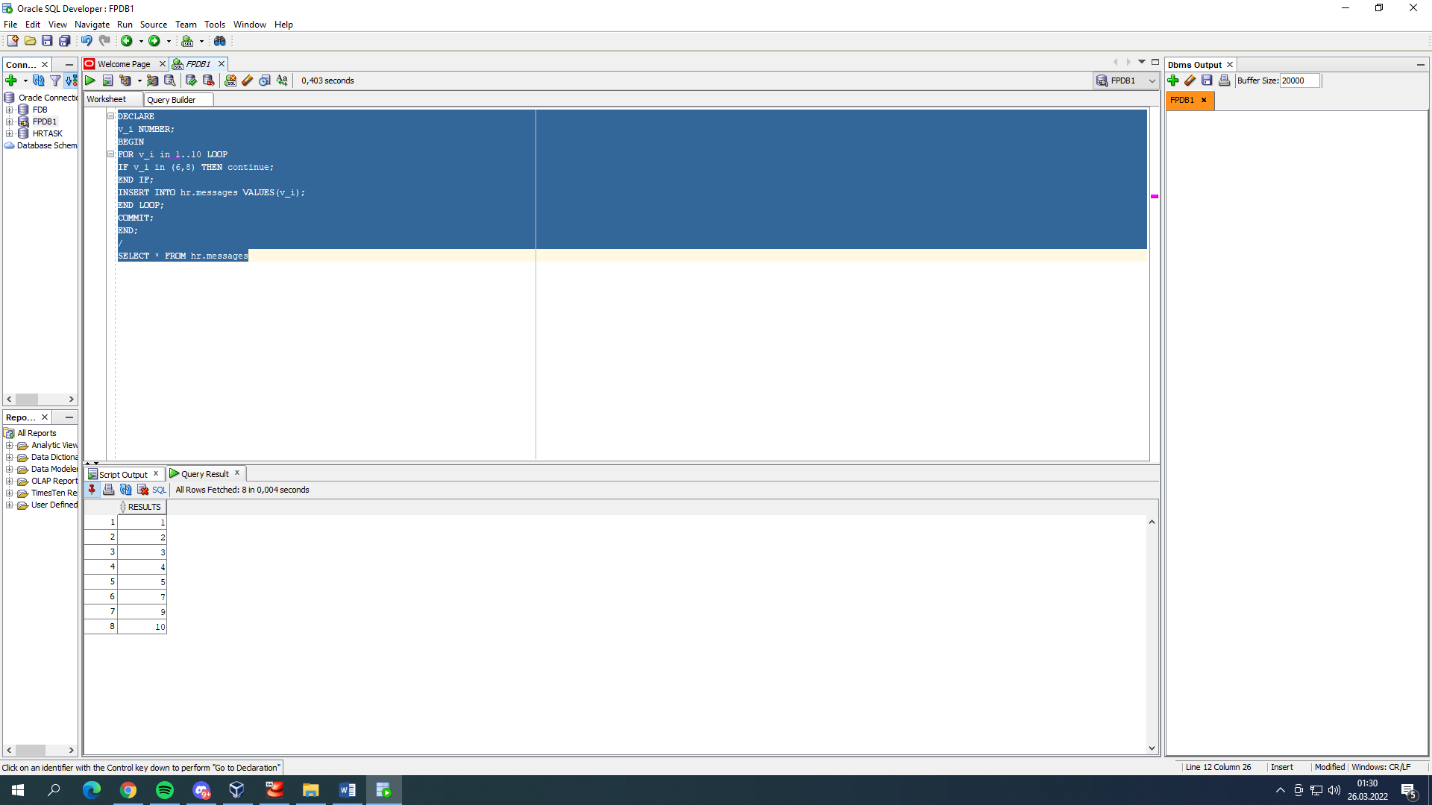 Oracle SQL Developer : FPDB1
File Edit View Navigate Run Source Team Tools Window Help
Conn...
Oracle Connectio
FDB
FPDB1
HRTASK
Database Schem
Welcome Page
FPDB1
0,403 seconds
FPDB1
Worksheet
Query Builder
DECLARE
v_i NUMBER;
BEGIN
FOR v_i in 1..10 LOOP
IF v_i in (6,8) THEN continue;
END IF;
INSERT INTO hr.messages VALUES(v_i);
END LOOP;
COMMIT;
END;
/
SELECT * FROM hr.messages
Dbms Output
Buffer Size: 20000
FPDB1
Repo...
All Reports
Analytic View
Data Dictiona
Data Modeler
OLAP Report
TimesTen Re
User Defined
Script Output
Query Result
SQL
All Rows Fetched: 8 in 0,004 seconds
RESULTS
1 1
2 2
3 3
4 4
5 5
6 7
7 9
8 10
Click on an identifier with the Control key down to perform "Go to Declaration"
Line 12 Column 26
Insert
Modified
Windows: CR/LF
01:30
26.03.2022
5